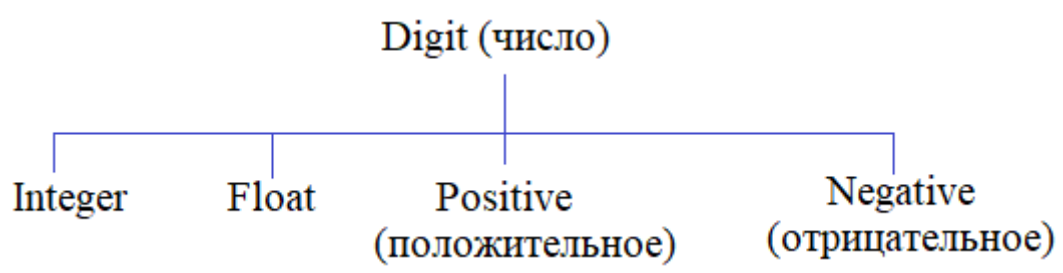 Digit (число)
Integer
Float
Positive
(положительное)
Negative
(отрицательное)